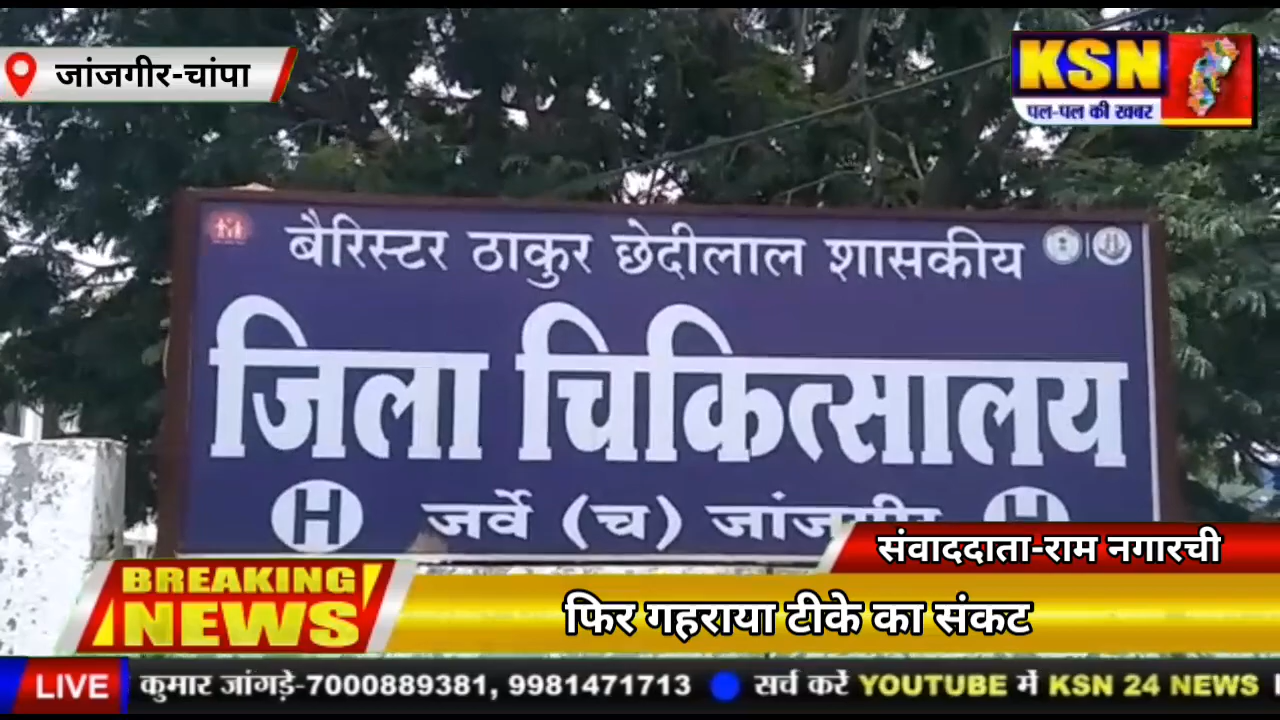 जांजगीर-चांपा
KSN
पल-पल की खबर
बैरिस्टर ठाकुर छेदीलाल शासकीय
जिला चिकित्सालय
H जर्वे (च) जांजगीर H
संवाददाता-राम नगारची
BREAKING
NEWS
फिर गहराया टीके का संकट
LIVE कुमार जांगड़े-7000889381, 9981471713 सर्च करें YOUTUBE में KSN 24 NEWS